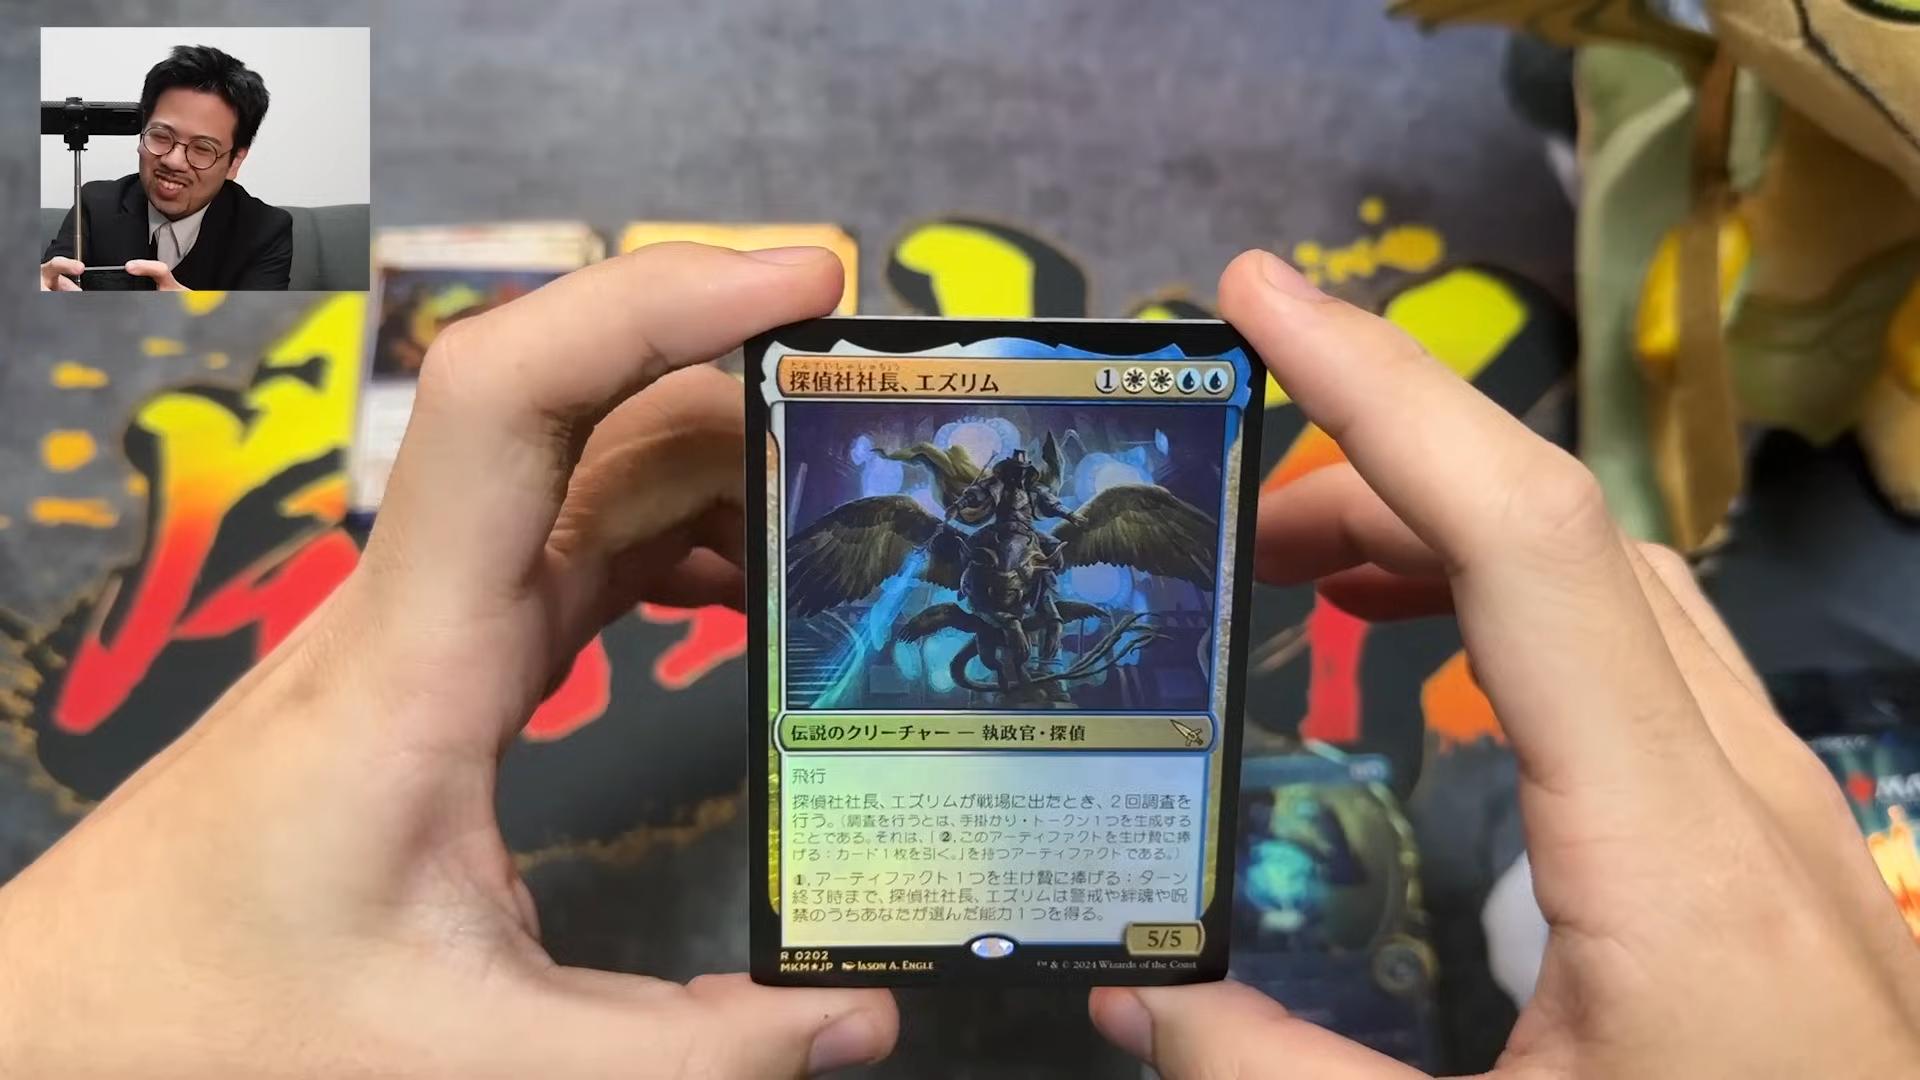 たんていしゃしゃちょう
探偵社社長、エズリム
1
伝説のクリーチャー — 執政官・探偵
飛行
探偵社社長、エズリムが戦場に出たとき、2回調査を
行う。（調査を行うとは、手掛かり・トークン1つを生成する
ことである。それは、「②, このアーティファクトを生け贄に捧
げる：カード1枚を引く。」を持つアーティファクトである。）
①, アーティファクト1つを生け贄に捧げる：ターン
終了時まで、探偵社社長、エズリムは警戒や絆魂や呪
禁のうちあなたが選んだ能力1つを得る。
5/5
R 0202
MKM★JP Jason A. Engle
™ & © 2024 Wizards of the Coast